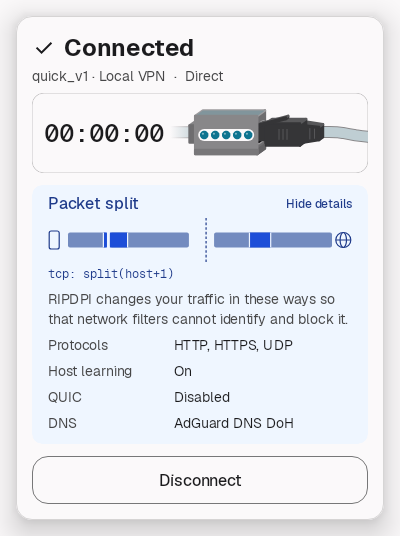 Connected
quick_v1 · Local VPN · Direct
00:00:00
Packet split
Hide details
tcp: split(host+1)
RIPDPI changes your traffic in these ways so
that network filters cannot identify and block it.
Protocols HTTP, HTTPS, UDP
Host learning On
QUIC Disabled
DNS AdGuard DNS DoH
Disconnect